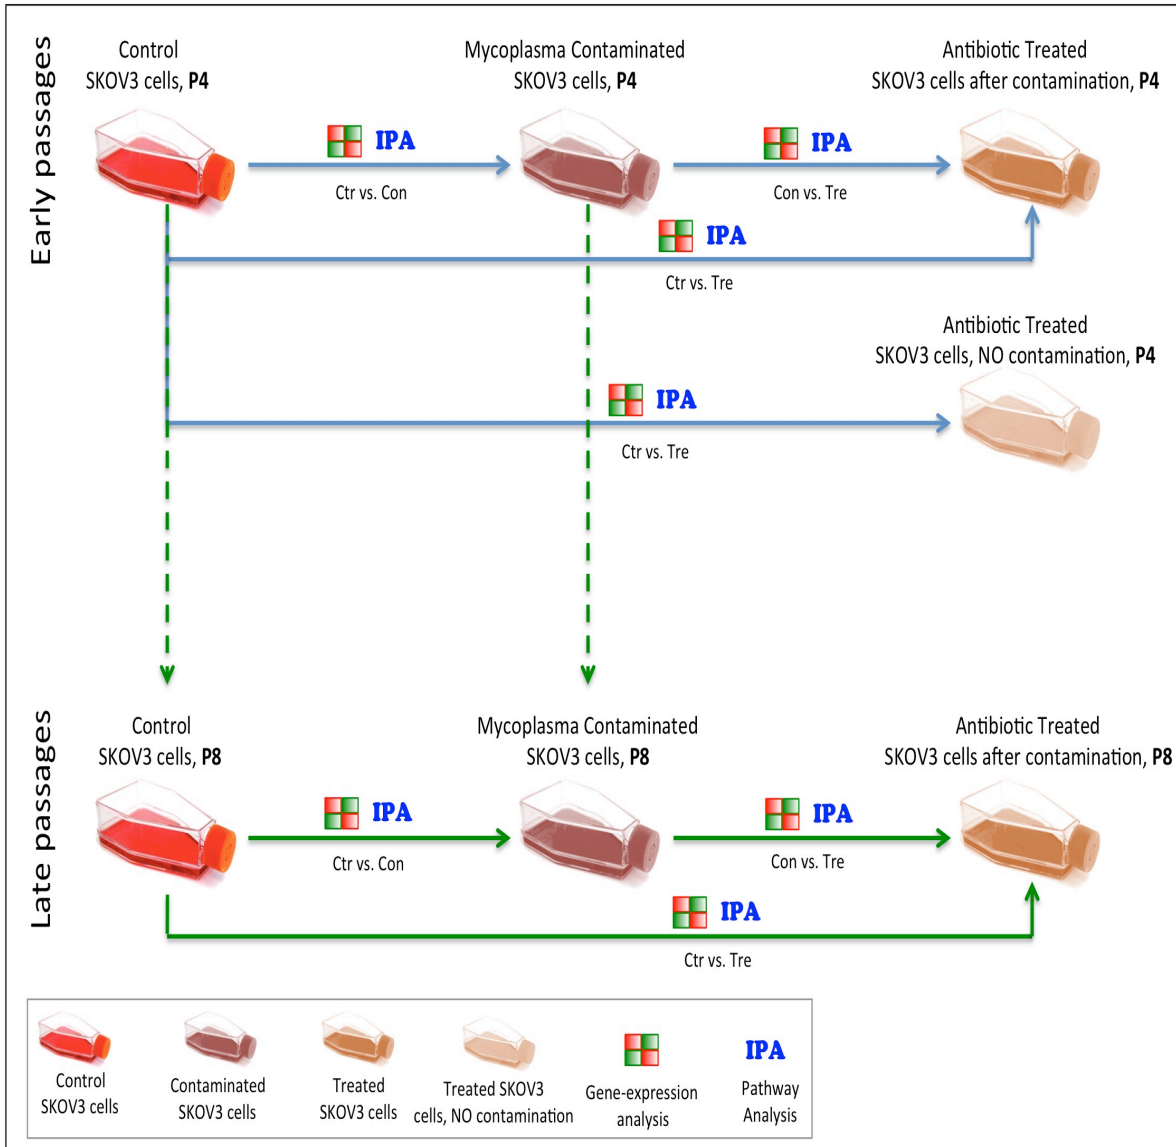 Early passages
Control
SKOV3 cells, P4
Mycoplasma Contaminated
SKOV3 cells, P4
Antibiotic Treated
SKOV3 cells after contamination, P4
IPA
Ctr vs. Con
IPA
Con vs. Tre
IPA
Ctr vs. Tre
Antibiotic Treated
SKOV3 cells, NO contamination, P4
IPA
Ctr vs. Tre
Late passages
Control
SKOV3 cells, P8
Mycoplasma Contaminated
SKOV3 cells, P8
Antibiotic Treated
SKOV3 cells after contamination, P8
IPA
Ctr vs. Con
IPA
Con vs. Tre
IPA
Ctr vs. Tre
Control
SKOV3 cells
Contaminated
SKOV3 cells
Treated
SKOV3 cells
Treated SKOV3
cells, NO contamination
Gene-expression
analysis
IPA
Pathway
Analysis